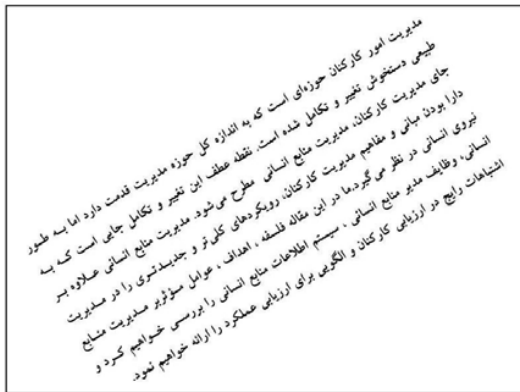 مدیریت امور کارکنان حوزه‌ای است که به اندازه کل حوزه مدیریت قدمت دارد اما به طور
طبیعی دستخوش تغییر و تکامل شده است. نقطه عطف این تغییر و تکامل جایی است که به
جای مدیریت کارکنان، مدیریت منابع انسانی مطرح می‌شود. مدیریت منابع انسانی علاوه بر
دارا بودن مبانی و مفاهیم مدیریت کارکنان، رویکردهای کلی‌تر و جدیدتری را در مدیریت
نیروی انسانی در نظر می‌گیرد.ما در این مقاله فلسفه ، اهداف ، عوامل مؤثربر مدیریت منابع
انسانی، وظایف مدیر منابع انسانی ، سیستم اطلاعات منابع انسانی را بررسی خواهیم کرد و
اشتباهات رایج در ارزیابی کارکنان و الگویی برای ارزیابی عملکرد را ارائه خواهیم نمود.